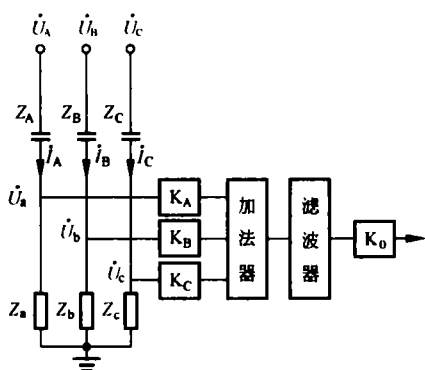 U̇A U̇B U̇C
ZA ZB ZC
İA İB İC
U̇a KA
U̇b KB
U̇c KC
加法器
滤波器
K0
Za Zb Zc